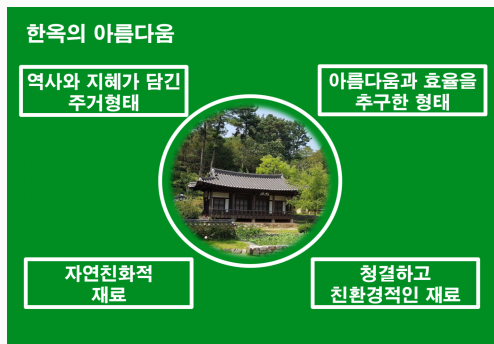 한옥의 아름다움
역사와 지혜가 담긴
주거형태
아름다움과 효율을
추구한 형태
자연친화적
재료
청결하고
친환경적인 재료